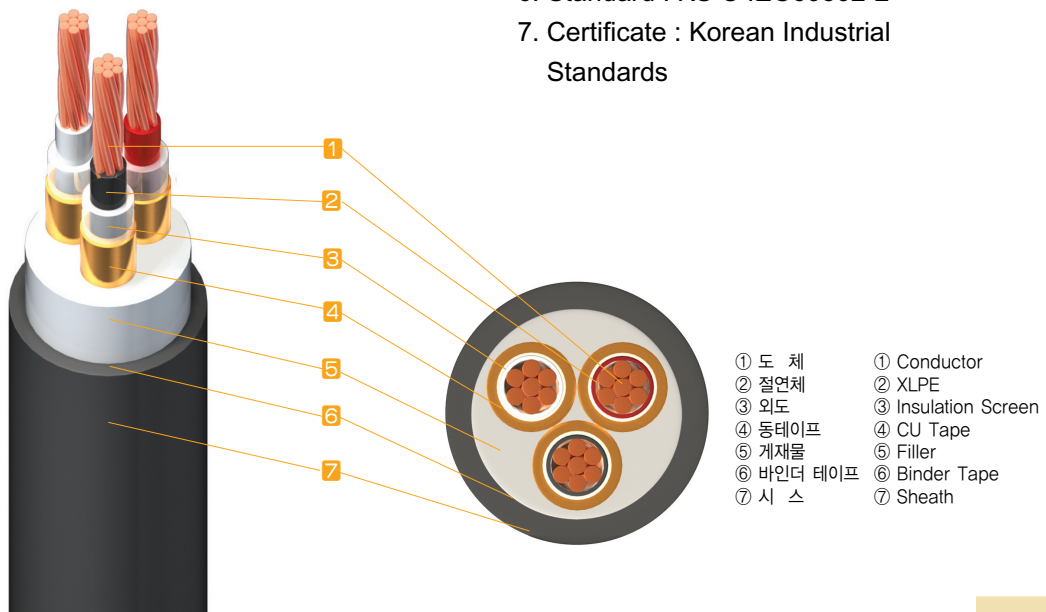 7. Certificate : Korean Industrial
Standards
1
2
3
4
5
6
7
① 도 체 ① Conductor
② 절연체 ② XLPE
③ 외도 ③ Insulation Screen
④ 동테이프 ④ CU Tape
⑤ 게재물 ⑤ Filler
⑥ 바인더 테이프 ⑥ Binder Tape
⑦ 시 스 ⑦ Sheath